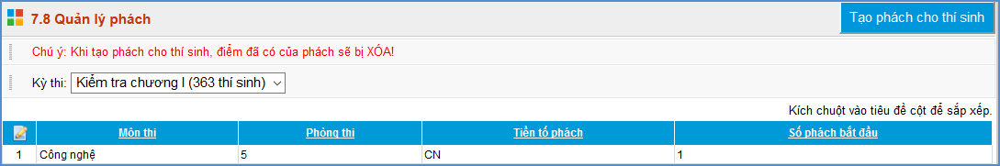 7.8 Quản lý phách
Tạo phách cho thí sinh
Chú ý: Khi tạo phách cho thí sinh, điểm đã có của phách sẽ bị XÓA!
Kỳ thi: Kiểm tra chương I (363 thí sinh)
Kích chuột vào tiêu đề cột để sắp xếp.
Môn thi Phòng thi Tiền tố phách Số phách bắt đầu
1 Công nghệ 5 CN 1